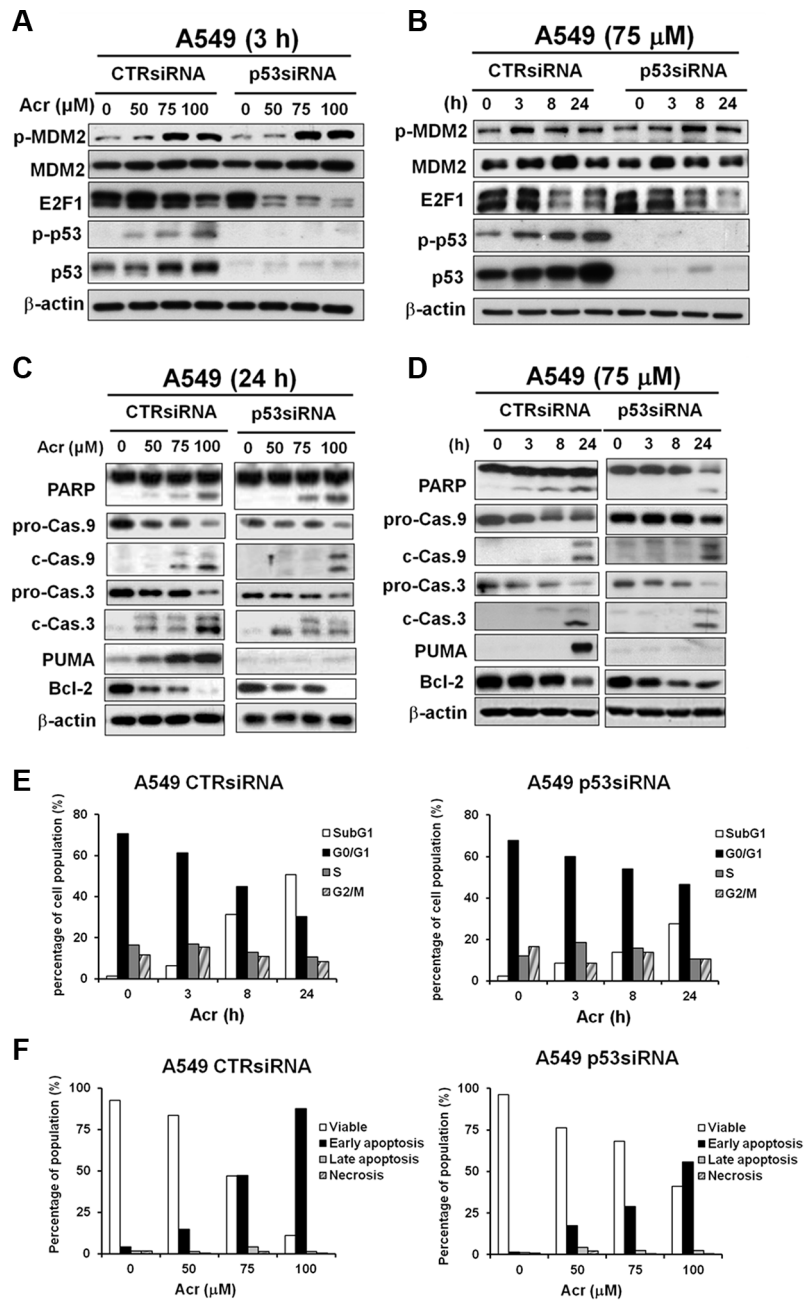 A
A549 (3 h)
CTRsiRNA p53siRNA
Acr (μM) 0 50 75 100 0 50 75 100
p-MDM2
MDM2
E2F1
p-p53
p53
β-actin
B
A549 (75 μM)
CTRsiRNA p53siRNA
(h) 0 3 8 24 0 3 8 24
p-MDM2
MDM2
E2F1
p-p53
p53
β-actin
C
A549 (24 h)
CTRsiRNA p53siRNA
Acr (μM) 0 50 75 100 0 50 75 100
PARP
pro-Cas.9
c-Cas.9
pro-Cas.3
c-Cas.3
PUMA
Bcl-2
β-actin
D
A549 (75 μM)
CTRsiRNA p53siRNA
(h) 0 3 8 24 0 3 8 24
PARP
pro-Cas.9
c-Cas.9
pro-Cas.3
c-Cas.3
PUMA
Bcl-2
β-actin
E
A549 CTRsiRNA
percentage of cell population (%)
80
60
40
20
0
0 3 8 24
Acr (h)
SubG1
G0/G1
S
G2/M
A549 p53siRNA
percentage of cell population (%)
80
60
40
20
0
0 3 8 24
Acr (h)
SubG1
G0/G1
S
G2/M
F
A549 CTRsiRNA
Percentage of population (%)
100
75
50
25
0
0 50 75 100
Acr (μM)
Viable
Early apoptosis
Late apoptosis
Necrosis
A549 p53siRNA
Percentage of population (%)
100
75
50
25
0
0 50 75 100
Acr (μM)
Viable
Early apoptosis
Late apoptosis
Necrosis